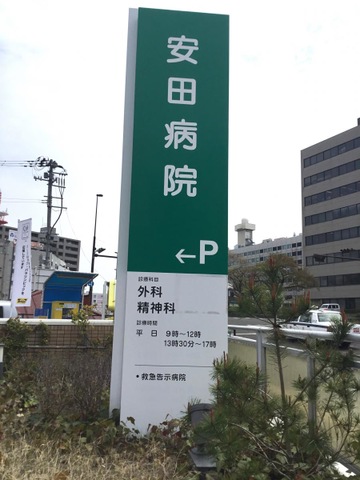 安田病院
←P
診療科目
外科
精神科
診療時間
平日 9時〜12時
13時30分〜17時
・救急告示病院